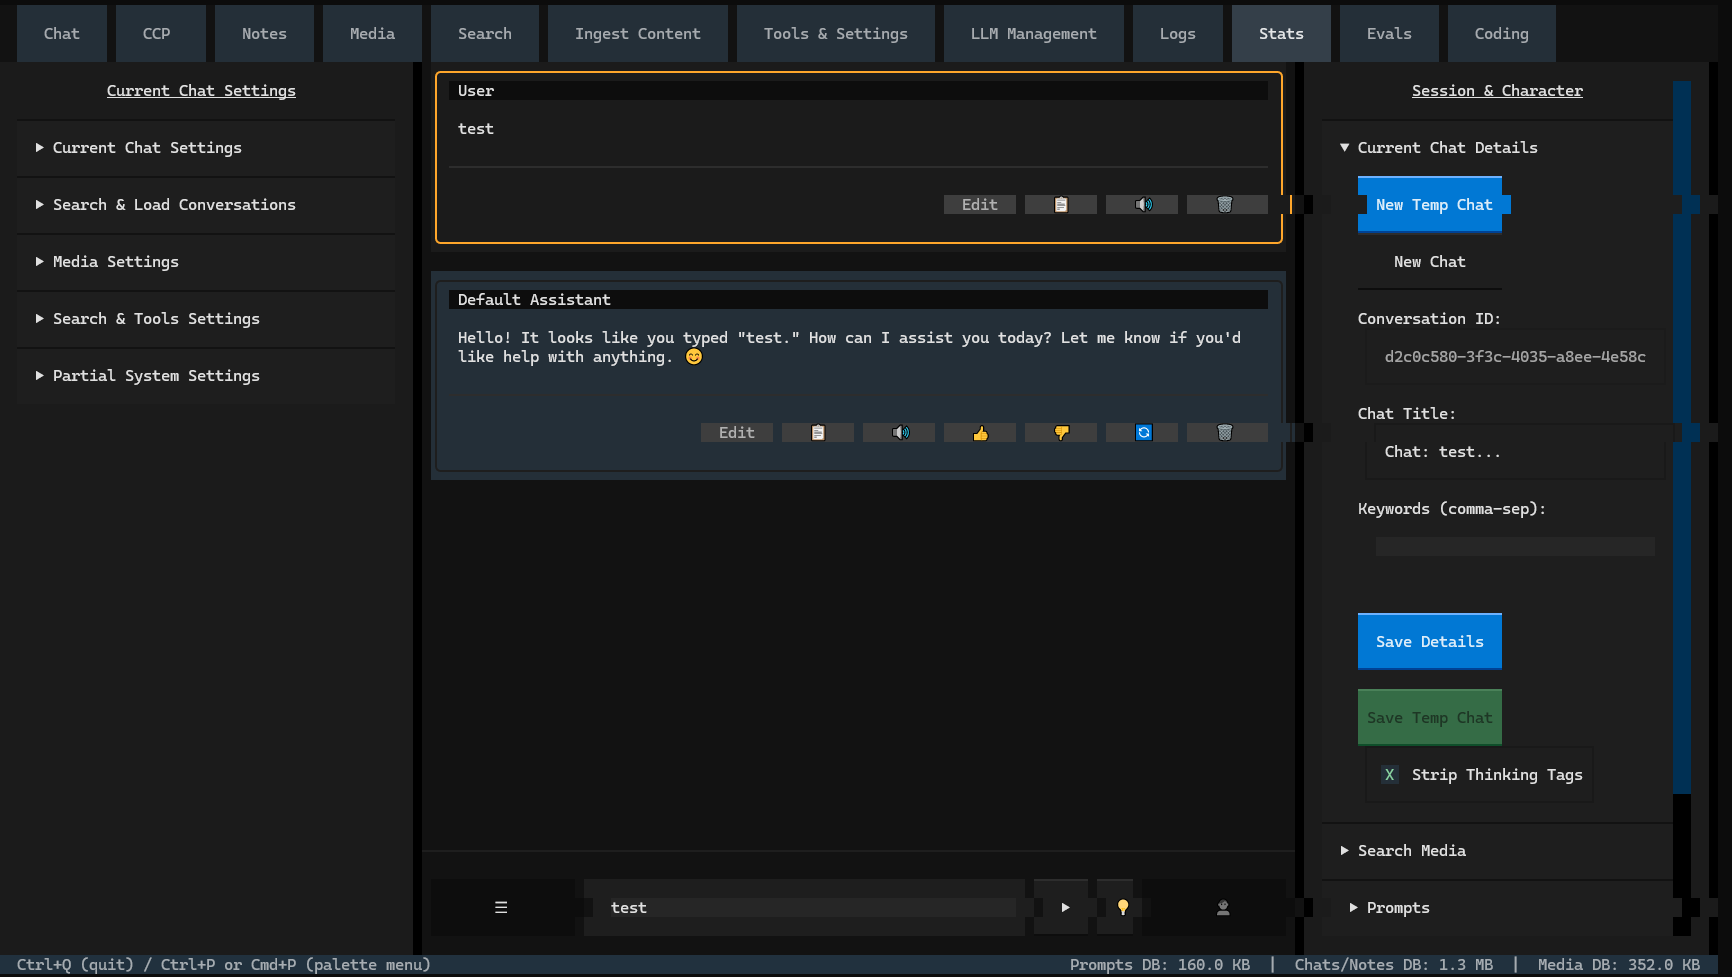 Chat CCP Notes Media Search Ingest Content Tools & Settings LLM Management Logs Stats Evals Coding
Current Chat Settings
Current Chat Settings
Search & Load Conversations
Media Settings
Search & Tools Settings
Partial System Settings
User
test
Edit
Default Assistant
Hello! It looks like you typed "test." How can I assist you today? Let me know if you'd
like help with anything. 😊
Edit
test
Session & Character
Current Chat Details
New Temp Chat
New Chat
Conversation ID:
d2c0c580-3f3c-4035-a8ee-4e58c
Chat Title:
Chat: test...
Keywords (comma-sep):
Save Details
Save Temp Chat
X Strip Thinking Tags
Search Media
Prompts
Ctrl+Q (quit) / Ctrl+P or Cmd+P (palette menu)
Prompts DB: 160.0 KB | Chats/Notes DB: 1.3 MB | Media DB: 352.0 KB